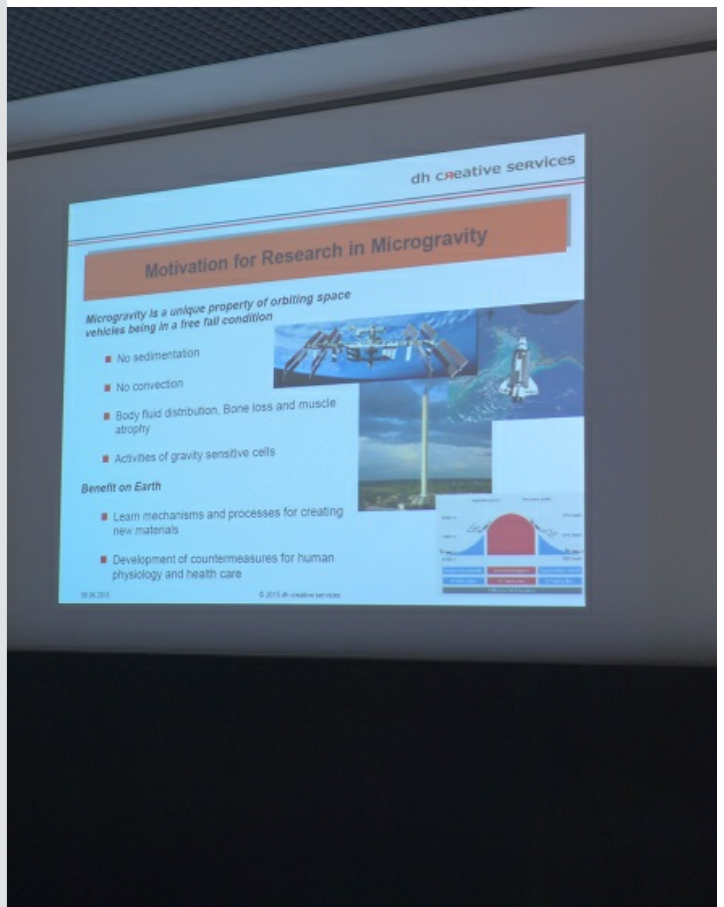 dh cʀeative seʀvices
Motivation for Research in Microgravity
Microgravity is a unique property of orbiting space
vehicles being in a free fall condition
No sedimentation
No convection
Body fluid distribution, Bone loss and muscle
atrophy
Activities of gravity sensitive cells
Benefit on Earth
Learn mechanisms and processes for creating
new materials
Development of countermeasures for human
physiology and health care
© 2015 dh creative services